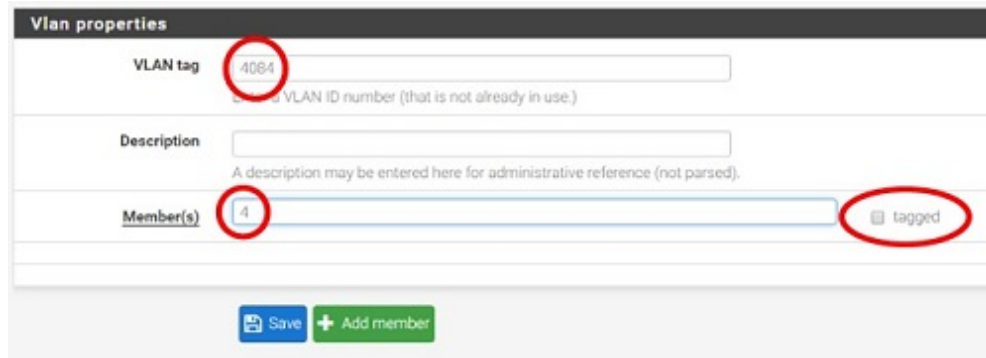 Vlan properties
VLAN tag
4084
VLAN ID number (that is not already in use.)
Description
A description may be entered here for administrative reference (not parsed).
Member(s)
4
tagged
Save
Add member